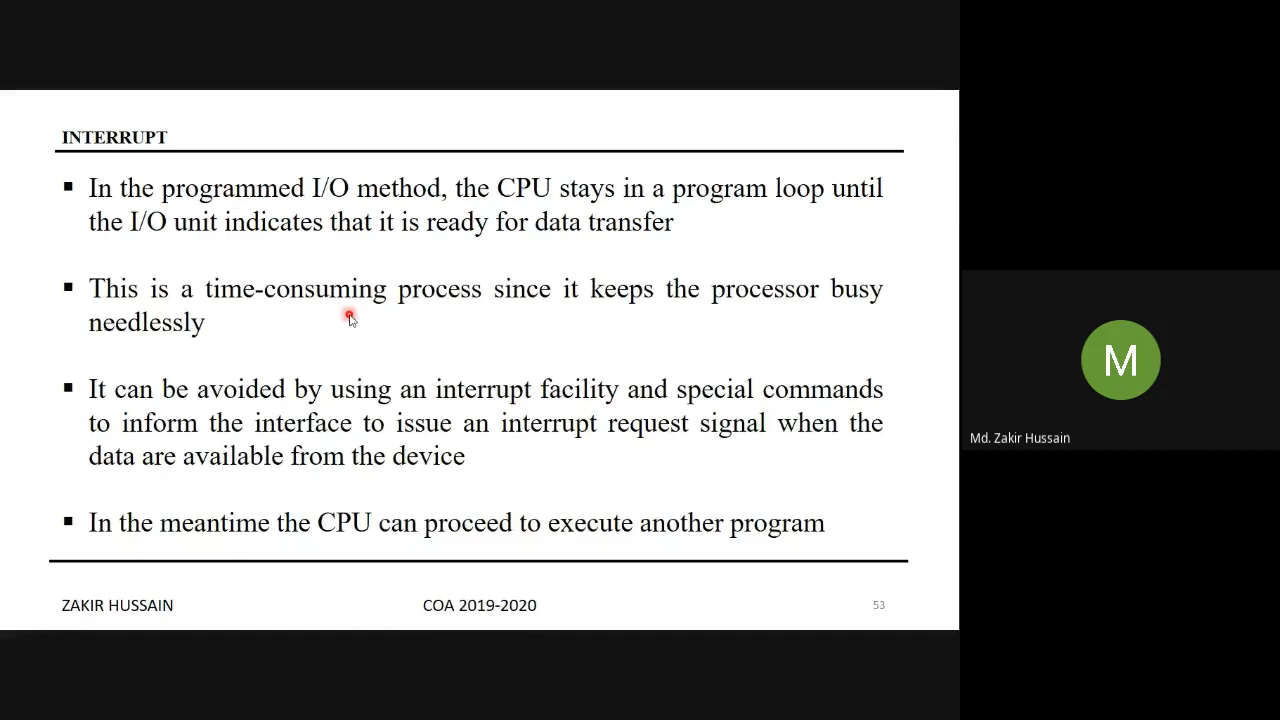 INTERRUPT
▪ In the programmed I/O method, the CPU stays in a program loop until
the I/O unit indicates that it is ready for data transfer
▪ This is a time-consuming process since it keeps the processor busy
needlessly
▪ It can be avoided by using an interrupt facility and special commands
to inform the interface to issue an interrupt request signal when the
data are available from the device
▪ In the meantime the CPU can proceed to execute another program
ZAKIR HUSSAIN
COA 2019-2020
53
M
Md. Zakir Hussain